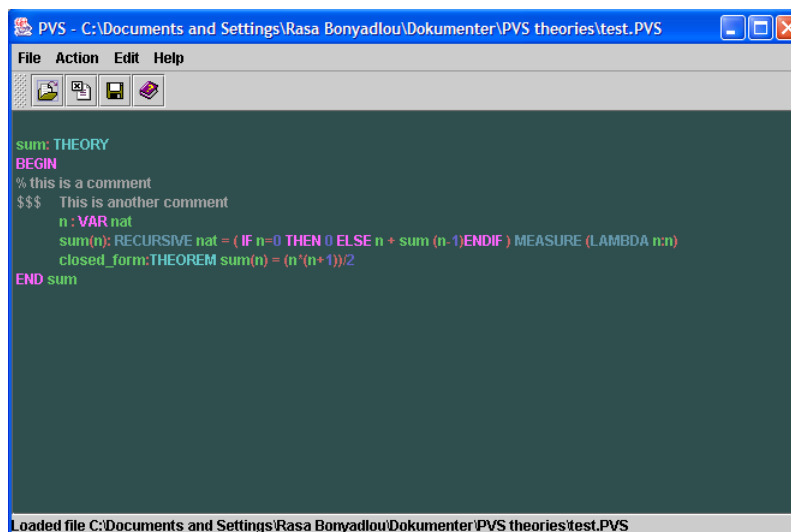 PVS - C:\Documents and Settings\Rasa Bonyadlou\Dokumenter\PVS theories\test.PVS
File Action Edit Help
sum: THEORY
BEGIN
% this is a comment
$$$ This is another comment
n : VAR nat
sum(n): RECURSIVE nat = ( IF n=0 THEN 0 ELSE n + sum (n-1)ENDIF ) MEASURE (LAMBDA n:n)
closed_form:THEOREM sum(n) = (n*(n+1))/2
END sum
Loaded file C:\Documents and Settings\Rasa Bonyadlou\Dokumenter\PVS theories\test.PVS